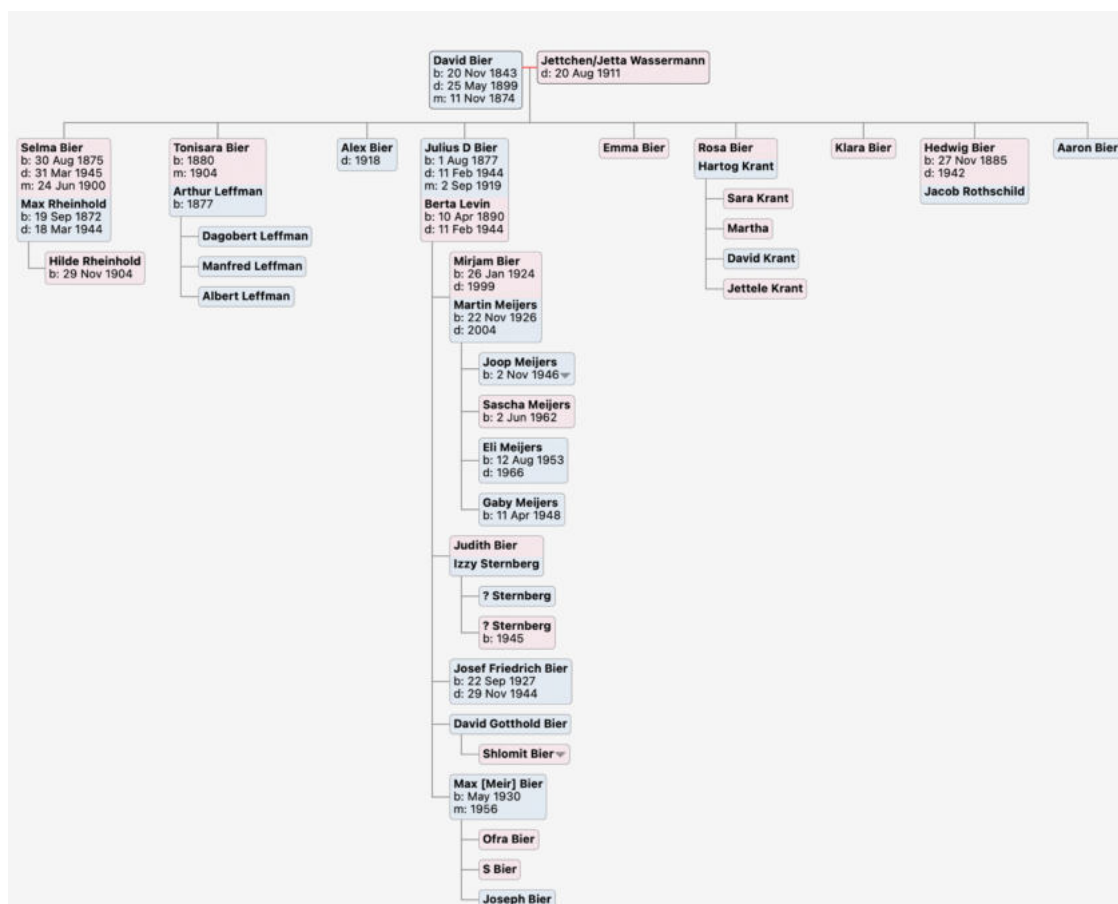 David Bier
b: 20 Nov 1843
d: 25 May 1899
m: 11 Nov 1874
Jettchen/Jetta Wassermann
d: 20 Aug 1911
Selma Bier
b: 30 Aug 1875
d: 31 Mar 1945
m: 24 Jun 1900
Max Rheinhold
b: 19 Sep 1872
d: 18 Mar 1944
Hilde Rheinhold
b: 29 Nov 1904
Tonisara Bier
b: 1880
m: 1904
Arthur Leffman
b: 1877
Dagobert Leffman
Manfred Leffman
Albert Leffman
Alex Bier
d: 1918
Julius D Bier
b: 1 Aug 1877
d: 11 Feb 1944
m: 2 Sep 1919
Berta Levin
b: 10 Apr 1890
d: 11 Feb 1944
Mirjam Bier
b: 26 Jan 1924
d: 1999
Martin Meijers
b: 22 Nov 1926
d: 2004
Joop Meijers
b: 2 Nov 1946
Sascha Meijers
b: 2 Jun 1962
Eli Meijers
b: 12 Aug 1953
d: 1966
Gaby Meijers
b: 11 Apr 1948
Judith Bier
Izzy Sternberg
? Sternberg
? Sternberg
b: 1945
Josef Friedrich Bier
b: 22 Sep 1927
d: 29 Nov 1944
David Gotthold Bier
Shlomit Bier
Max [Meir] Bier
b: May 1930
m: 1956
Ofra Bier
S Bier
Joseph Bier
Emma Bier
Rosa Bier
Hartog Krant
Sara Krant
Martha
David Krant
Jettele Krant
Klara Bier
Hedwig Bier
b: 27 Nov 1885
d: 1942
Jacob Rothschild
Aaron Bier